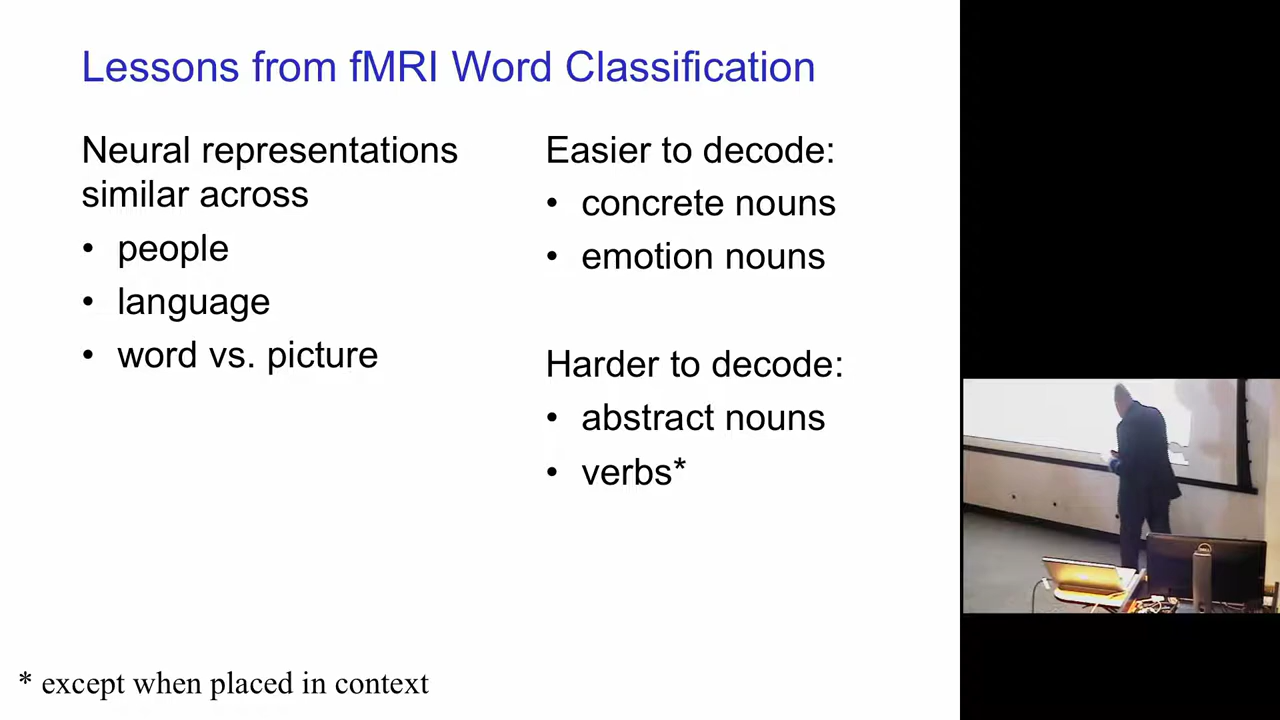 Lessons from fMRI Word Classification
Neural representations
similar across
• people
• language
• word vs. picture
Easier to decode:
• concrete nouns
• emotion nouns
Harder to decode:
• abstract nouns
• verbs*
* except when placed in context